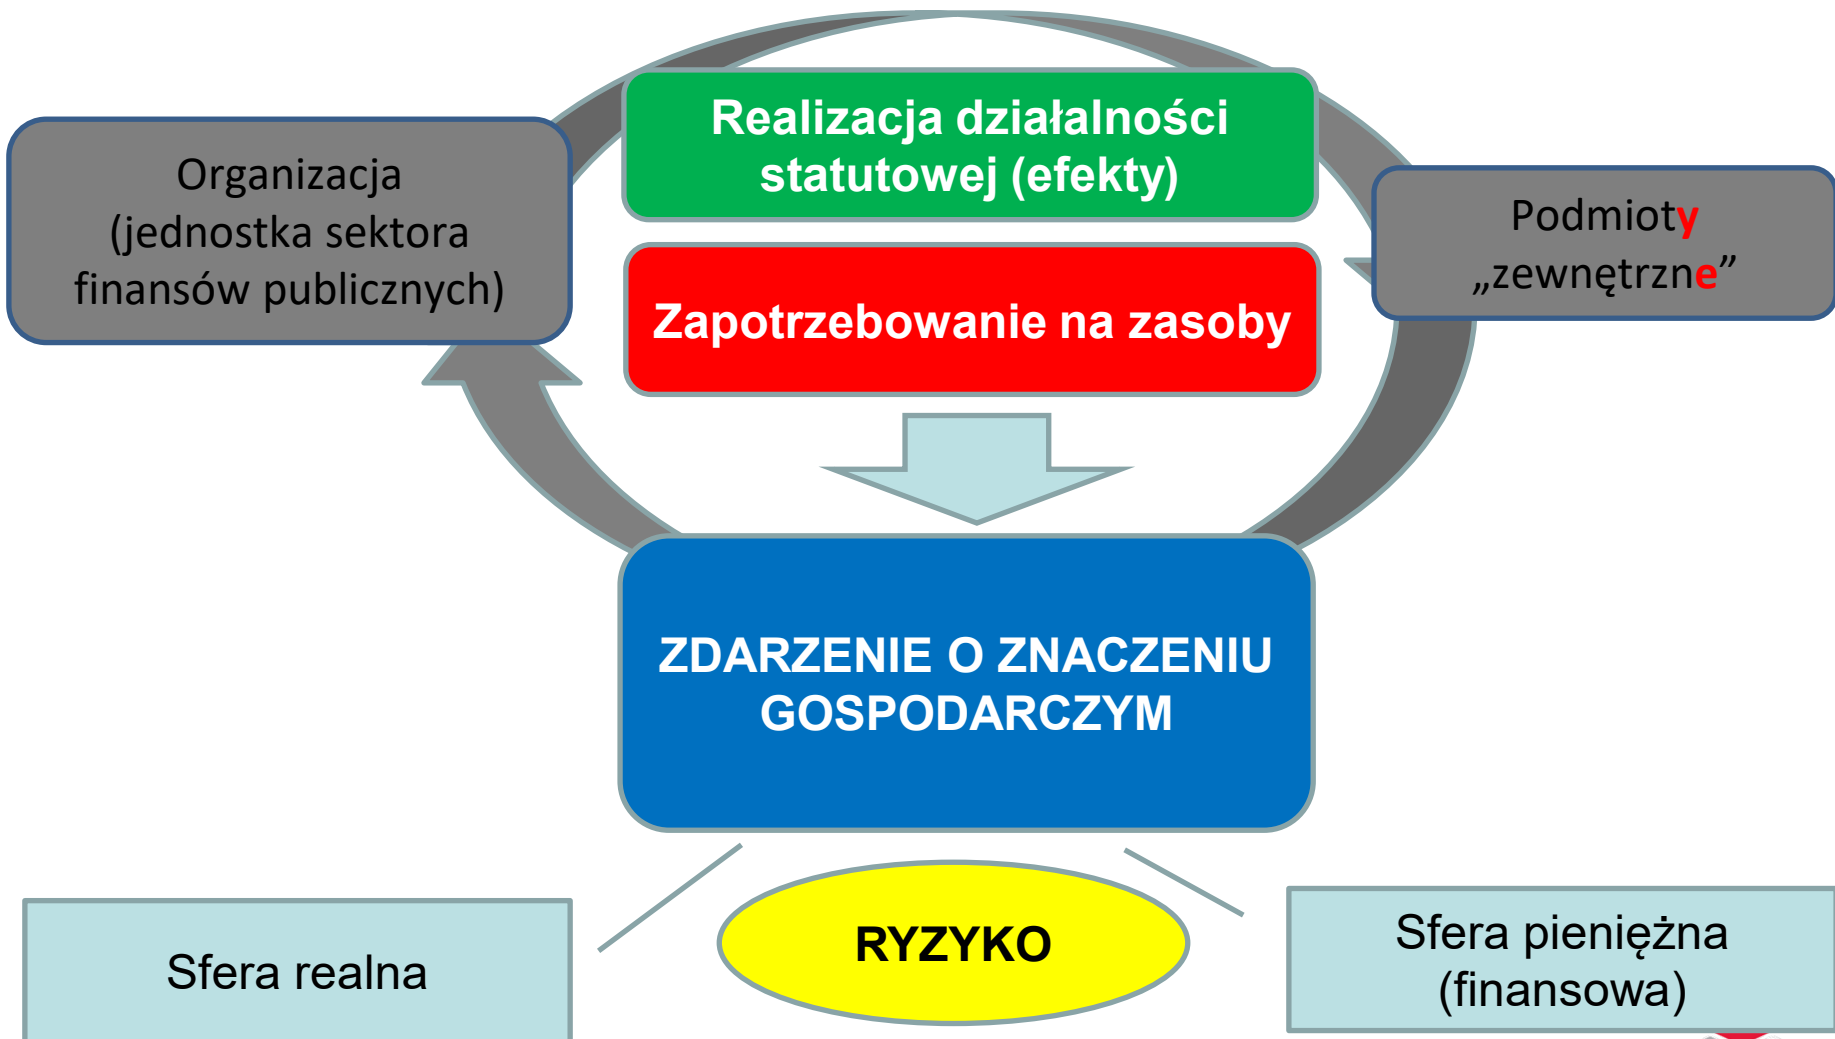 Realizacja działalności
statutowej (efekty)
Organizacja
(jednostka sektora
finansów publicznych)
Podmioty
„zewnętrzne”
Zapotrzebowanie na zasoby
ZDARZENIE O ZNACZENIU
GOSPODARCZYM
Sfera realna
RYZYKO
Sfera pieniężna
(finansowa)